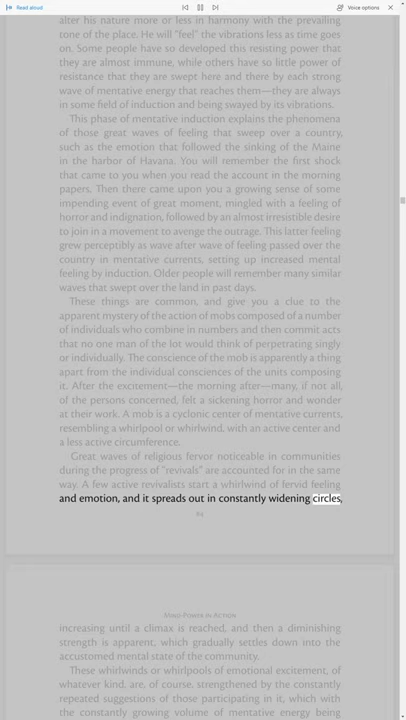 Read aloud
Voice options
alter his nature more or less in harmony with the prevailing
tone of the place. He will "feel" the vibrations less as time goes
on. Some people have so developed this resisting power that
they are almost immune, while others have so little power of
resistance that they are swept here and there by each strong
wave of mentative energy that reaches them—they are always
in some field of induction and being swayed by its vibrations.
This phase of mentative induction explains the phenomena
of those great waves of feeling that sweep over a country,
such as the emotion that followed the sinking of the Maine
in the harbor of Havana. You will remember the first shock
that came to you when you read the account in the morning
papers. Then there came upon you a growing sense of some
impending event of great moment, mingled with a feeling of
horror and indignation, followed by an almost irresistible desire
to join in a movement to avenge the outrage. This latter feeling
grew perceptibly as wave after wave of feeling passed over the
country in mentative currents, setting up increased mental
feeling by induction. Older people will remember many similar
waves that swept over the land in past days.
These things are common, and give you a clue to the
apparent mystery of the action of mobs composed of a number
of individuals who combine in numbers and then commit acts
that no one man of the lot would think of perpetrating singly
or individually. The conscience of the mob is apparently a thing
apart from the individual consciences of the units composing
it. After the excitement—the morning after—many, if not all,
of the persons concerned, felt a sickening horror and wonder
at their work. A mob is a cyclonic center of mentative currents,
resembling a whirlpool or whirlwind, with an active center and
a less active circumference.
Great waves of religious fervor noticeable in communities
during the progress of "revivals" are accounted for in the same
way. A few active revivalists start a whirlwind of fervid feeling
and emotion, and it spreads out in constantly widening circles,
Mind-Power in Action
increasing until a climax is reached, and then a diminishing
strength is apparent, which gradually settles down into the
accustomed mental state of the community.
These whirlwinds or whirlpools of emotional excitement, of
whatever kind, are, of course, strengthened by the constantly
repeated suggestions of those participating in it, which with
the constantly growing volume of mentative energy being